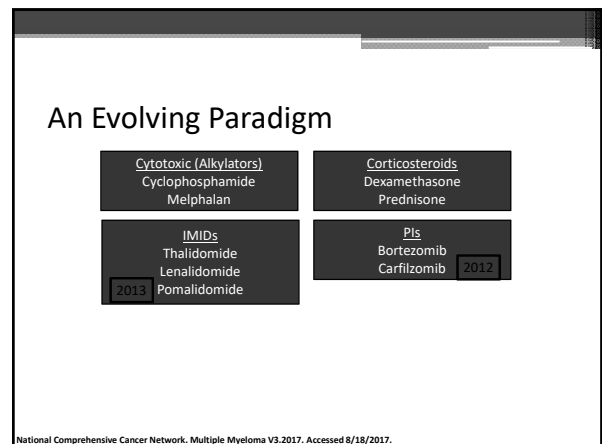 An Evolving Paradigm
Cytotoxic (Alkylators)
Cyclophosphamide
Melphalan
Corticosteroids
Dexamethasone
Prednisone
IMIDs
Thalidomide
Lenalidomide
2013 Pomalidomide
PIs
Bortezomib
Carfilzomib 2012
National Comprehensive Cancer Network. Multiple Myeloma V3.2017. Accessed 8/18/2017.